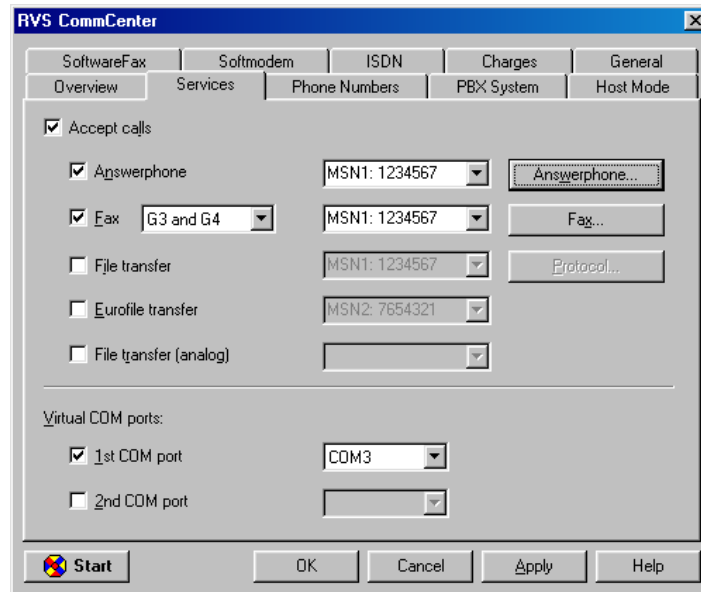 RVS CommCenter
SoftwareFax Softmodem ISDN Charges General
Overview Services Phone Numbers PBX System Host Mode
Accept calls
Answerphone MSN1: 1234567 Answerphone...
Fax G3 and G4 MSN1: 1234567 Fax...
File transfer MSN1: 1234567 Protocol...
Eurofile transfer MSN2: 7654321
File transfer (analog)
Virtual COM ports:
1st COM port COM3
2nd COM port
Start OK Cancel Apply Help